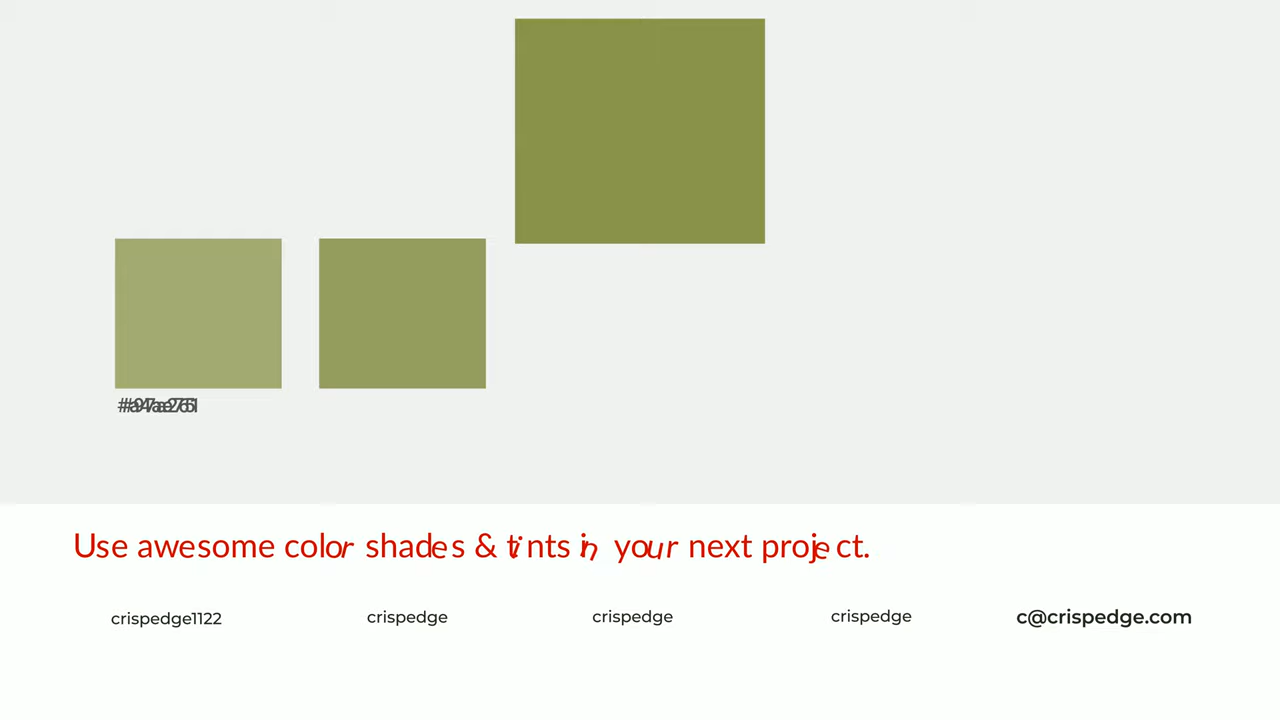 Use awesome color shades & tints in your next project.
crispedge1122 crispedge crispedge crispedge c@crispedge.com